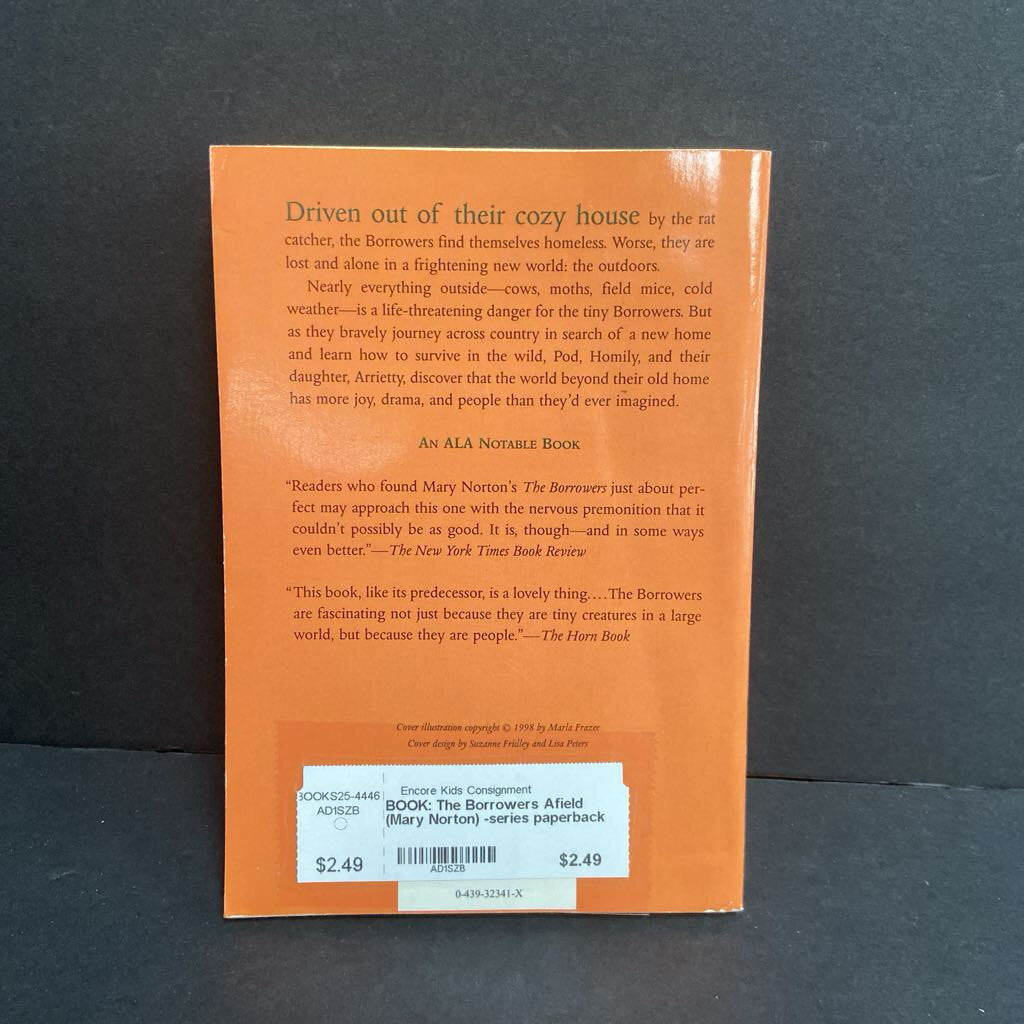 Driven out of their cozy house by the rat
catcher, the Borrowers find themselves homeless. Worse, they are
lost and alone in a frightening new world: the outdoors.
Nearly everything outside—cows, moths, field mice, cold
weather—is a life-threatening danger for the tiny Borrowers. But
as they bravely journey across country in search of a new home
and learn how to survive in the wild, Pod, Homily, and their
daughter, Arrietty, discover that the world beyond their old home
has more joy, drama, and people than they'd ever imagined.
AN ALA NOTABLE BOOK
“Readers who found Mary Norton's The Borrowers just about per-
fect may approach this one with the nervous premonition that it
couldn't possibly be as good. It is, though—and in some ways
even better.”—The New York Times Book Review
“This book, like its predecessor, is a lovely thing....The Borrowers
are fascinating not just because they are tiny creatures in a large
world, but because they are people.”—The Horn Book
Cover illustration copyright © 1998 by Marla Frazee
Cover design by Suzanne Fridley and Lisa Peters
BOOKS25-4446
AD1SZB
$2.49
Encore Kids Consignment
BOOK: The Borrowers Afield
(Mary Norton) -series paperback
AD1SZB
$2.49
0-439-32341-X